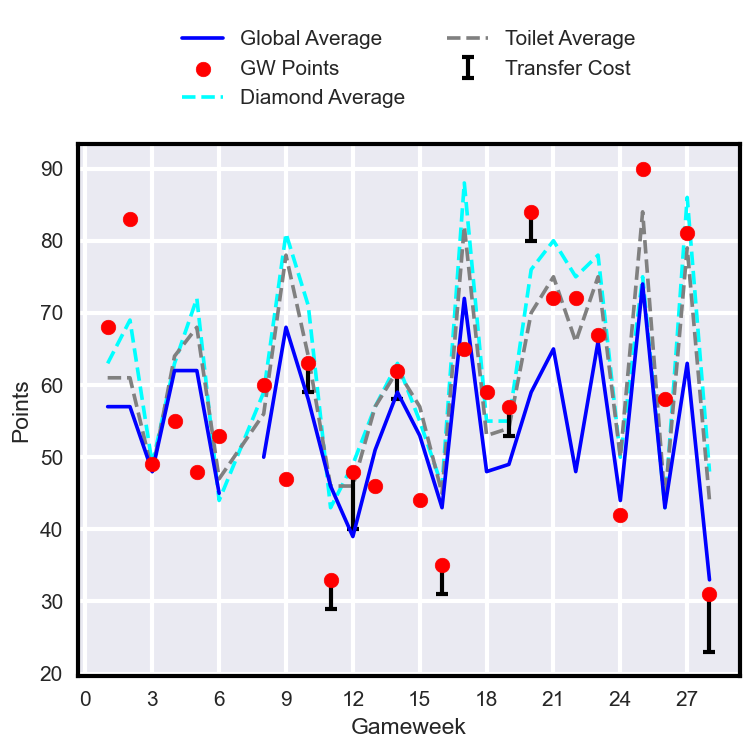 Global Average
GW Points
Diamond Average
Toilet Average
Transfer Cost
90
80
70
60
50
40
30
20
Points
0 3 6 9 12 15 18 21 24 27
Gameweek